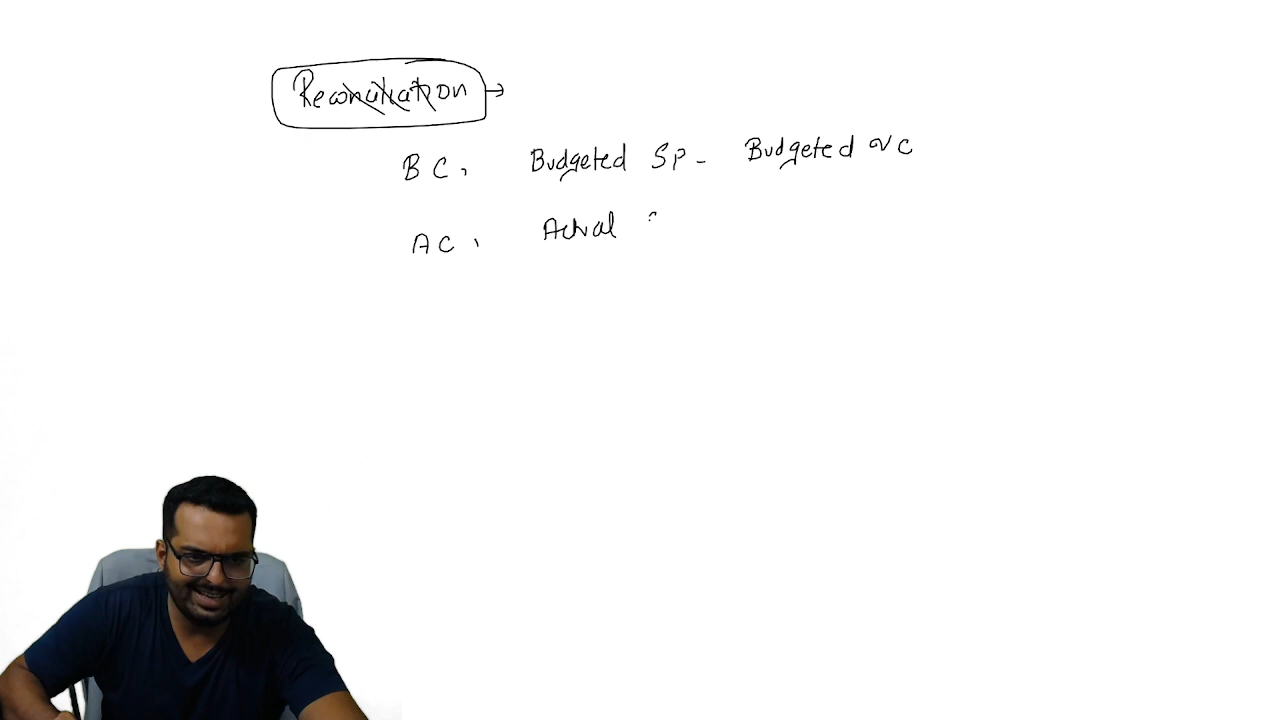 Reconciliation →
BC, Budgeted SP - Budgeted VC
AC, Actual